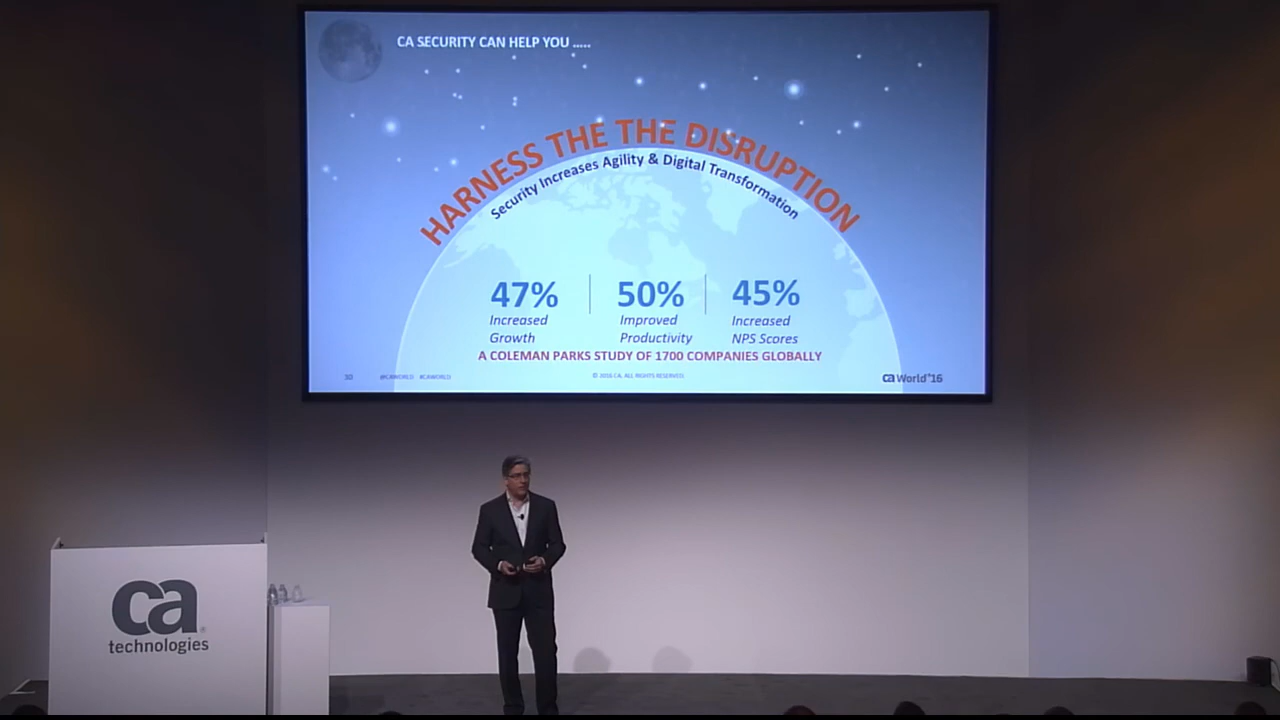 CA SECURITY CAN HELP YOU .....
HARNESS THE THE DISRUPTION
Security Increases Agility & Digital Transformation
47%
Increased
Growth
50%
Improved
Productivity
45%
Increased
NPS Scores
A COLEMAN PARKS STUDY OF 1700 COMPANIES GLOBALLY
@CAWORLD #CAWORLD
© 2016 CA. ALL RIGHTS RESERVED.
ca World '16
ca
technologies